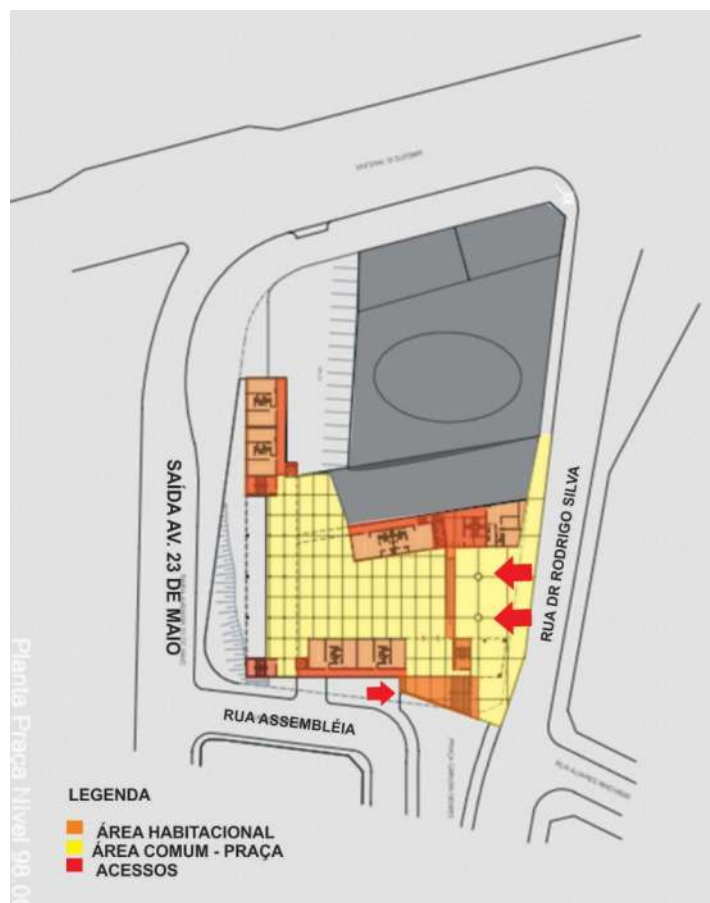 SAÍDA AV. 23 DE MAIO
RUA DR RODRIGO SILVA
RUA ASSEMBLÉIA
Planta Praça Nível 98.0
LEGENDA
ÁREA HABITACIONAL
ÁREA COMUM - PRAÇA
ACESSOS